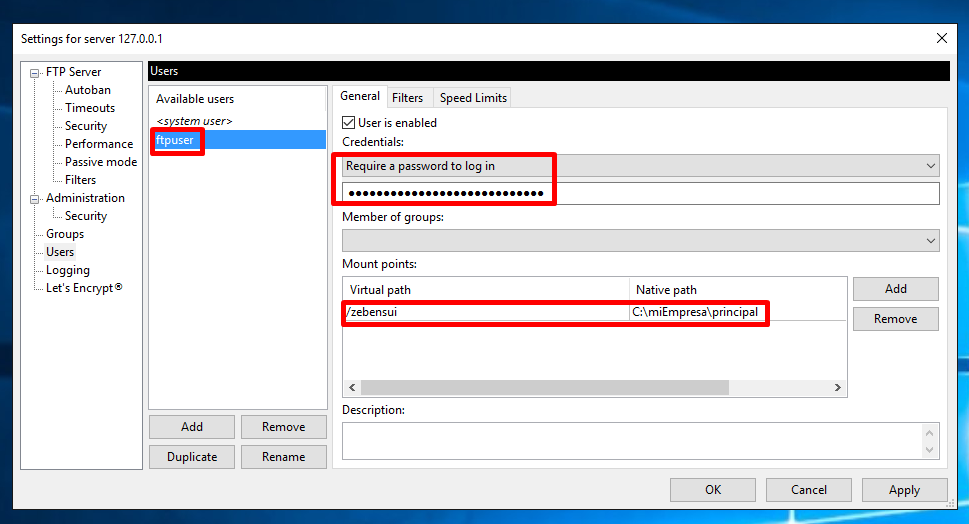 Settings for server 127.0.0.1
FTP Server
Autoban
Timeouts
Security
Performance
Passive mode
Filters
Administration
Security
Groups
Users
Logging
Let's Encrypt®
Users
Available users
<system user>
ftpuser
Add
Remove
Duplicate
Rename
General
Filters
Speed Limits
User is enabled
Credentials:
Require a password to log in
••••••••••••••••••••••••••••
Member of groups:
Mount points:
Virtual path
Native path
/zebensui
C:\miEmpresa\principal
Add
Remove
Description:
OK
Cancel
Apply